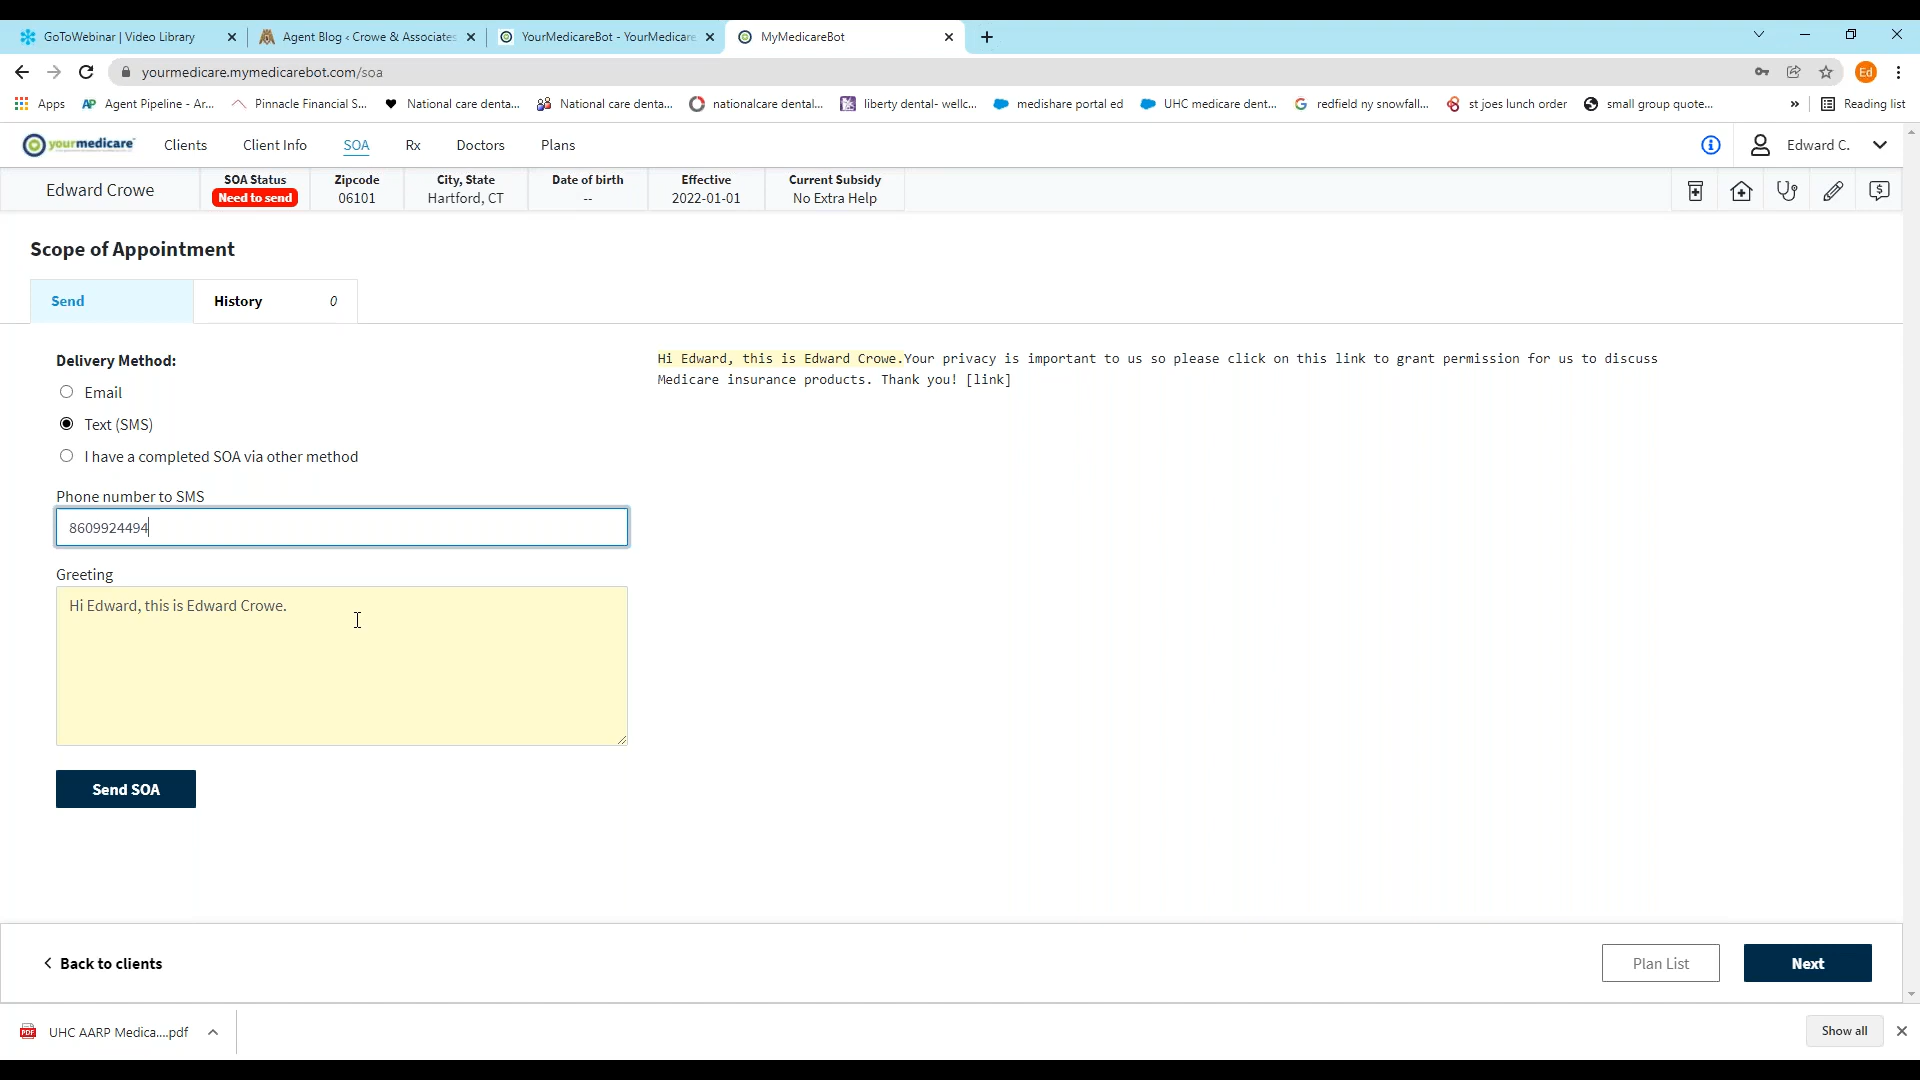 GoToWebinar | Video Library
Agent Blog ‹ Crowe & Associates
YourMedicareBot - YourMedicare
MyMedicareBot
yourmedicare.mymedicarebot.com/soa
Ed
Apps
AP Agent Pipeline - Ar...
Pinnacle Financial S...
National care denta...
National care denta...
nationalcare dental...
liberty dental- wellc...
medishare portal ed
UHC medicare dent...
G redfield ny snowfall...
st joes lunch order
small group quote...
»
Reading list
yourmedicare
Clients
Client Info
SOA
Rx
Doctors
Plans
Edward C.
Edward Crowe
SOA Status
Need to send
Zipcode
06101
City, State
Hartford, CT
Date of birth
--
Effective
2022-01-01
Current Subsidy
No Extra Help
Scope of Appointment
Send
History 0
Delivery Method:
Email
Text (SMS)
I have a completed SOA via other method
Phone number to SMS
8609924494
Greeting
Hi Edward, this is Edward Crowe.
Send SOA
Hi Edward, this is Edward Crowe.Your privacy is important to us so please click on this link to grant permission for us to discuss
Medicare insurance products. Thank you! [link]
Back to clients
Plan List
Next
PDF
UHC AARP Medica....pdf
Show all